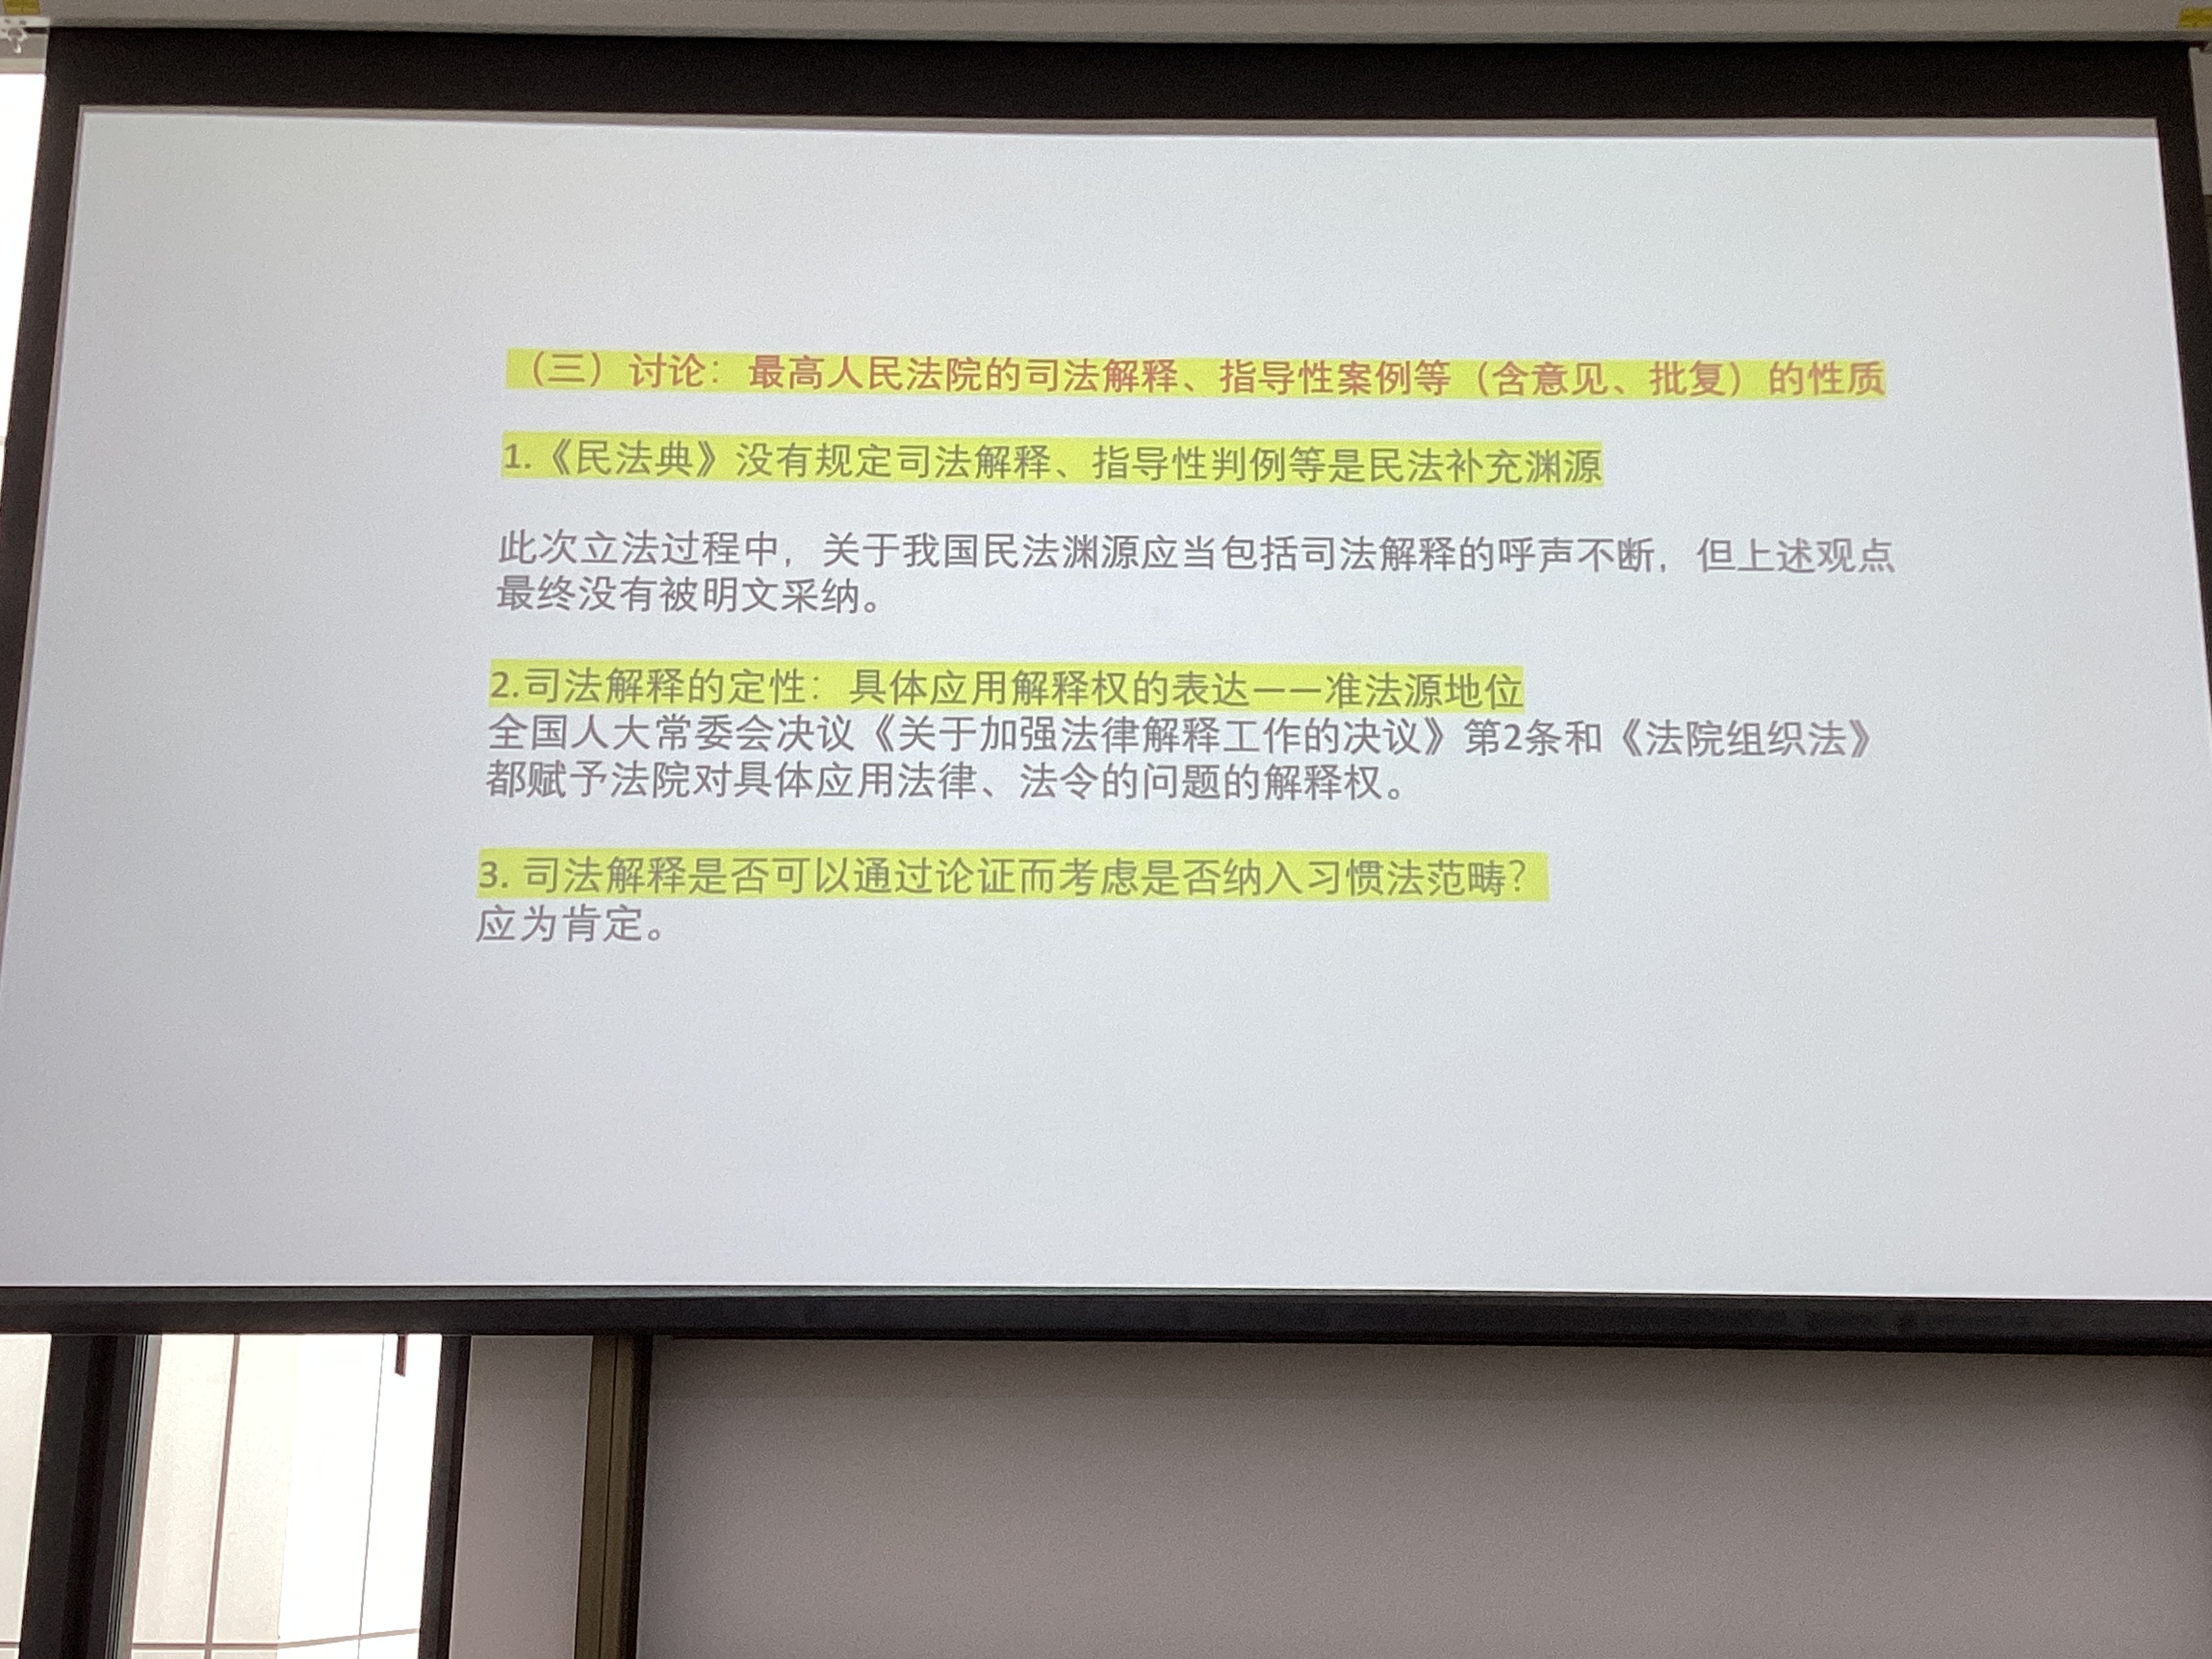 （三）讨论：最高人民法院的司法解释、指导性案例等（含意见、批复）的性质
1.《民法典》没有规定司法解释、指导性判例等是民法补充渊源
此次立法过程中，关于我国民法渊源应当包括司法解释的呼声不断，但上述观点
最终没有被明文采纳。
2.司法解释的定性：具体应用解释权的表达——准法源地位
全国人大常委会决议《关于加强法律解释工作的决议》第2条和《法院组织法》
都赋予法院对具体应用法律、法令的问题的解释权。
3. 司法解释是否可以通过论证而考虑是否纳入习惯法范畴？
应为肯定。